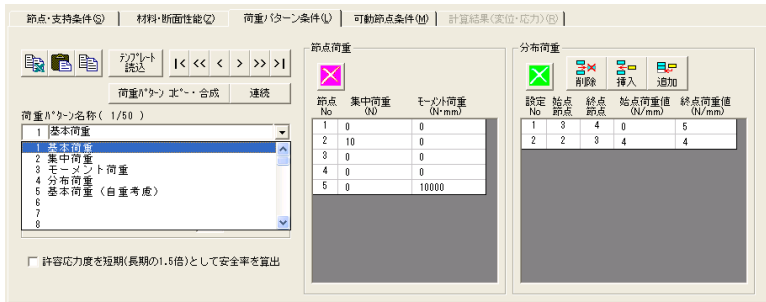 節点・支持条件(S)
材料・断面性能(Z)
荷重パターン条件(L)
可動節点条件(M)
計算結果(変位・応力)(R)
テンプレート読込
|< << < > >> >|
荷重パターン コピー・合成
連続
荷重パターン名称( 1/50 )
1 基本荷重
1 基本荷重
2 集中荷重
3 モーメント荷重
4 分布荷重
5 基本荷重(自重考慮)
6
7
8
許容応力度を短期(長期の1.5倍)として安全率を算出
節点荷重
節点No 集中荷重(N) モーメント荷重(N・mm)
1 0 0
2 10 0
3 0 0
4 0 0
5 0 10000
分布荷重
削除 挿入 追加
設定No 始点節点 終点節点 始点荷重値(N/mm) 終点荷重値(N/mm)
1 3 4 0 5
2 2 3 4 4